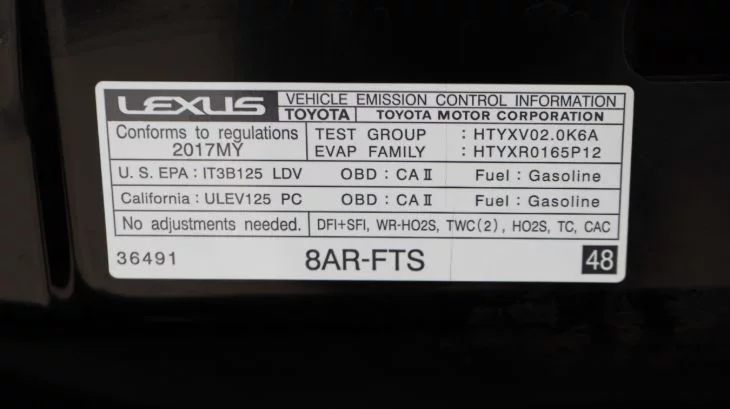 LEXUS VEHICLE EMISSION CONTROL INFORMATION
TOYOTA TOYOTA MOTOR CORPORATION
Conforms to regulations TEST GROUP : HTYXV02.0K6A
2017MY EVAP FAMILY : HTYXR0165P12
U. S. EPA : IT3B125 LDV OBD : CA II Fuel : Gasoline
California : ULEV125 PC OBD : CA II Fuel : Gasoline
No adjustments needed. DFI+SFI, WR-HO2S, TWC(2), HO2S, TC, CAC
36491 8AR-FTS 48